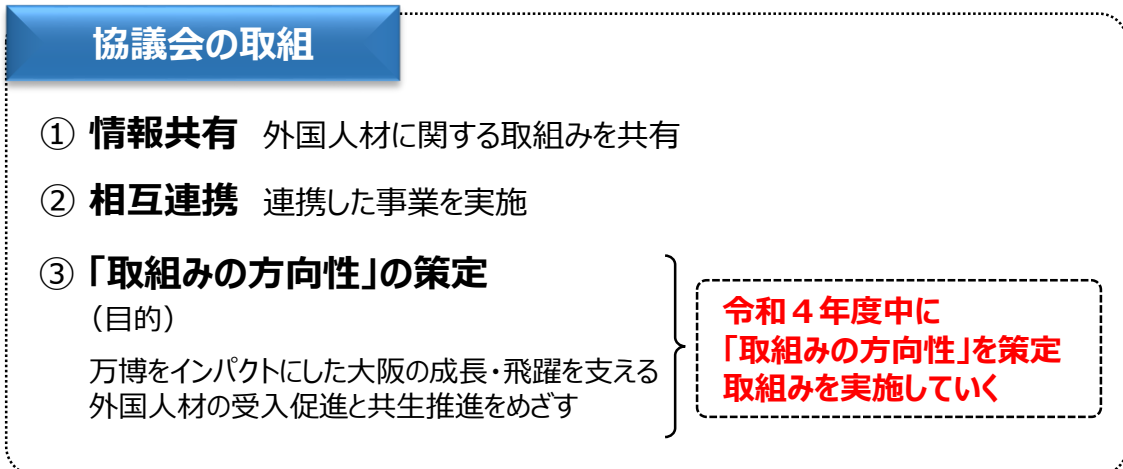 協議会の取組
① 情報共有 外国人材に関する取組みを共有
② 相互連携 連携した事業を実施
③ 「取組みの方向性」の策定
（目的）
万博をインパクトにした大阪の成長・飛躍を支える
外国人材の受入促進と共生推進をめざす
令和４年度中に
「取組みの方向性」を策定
取組みを実施していく